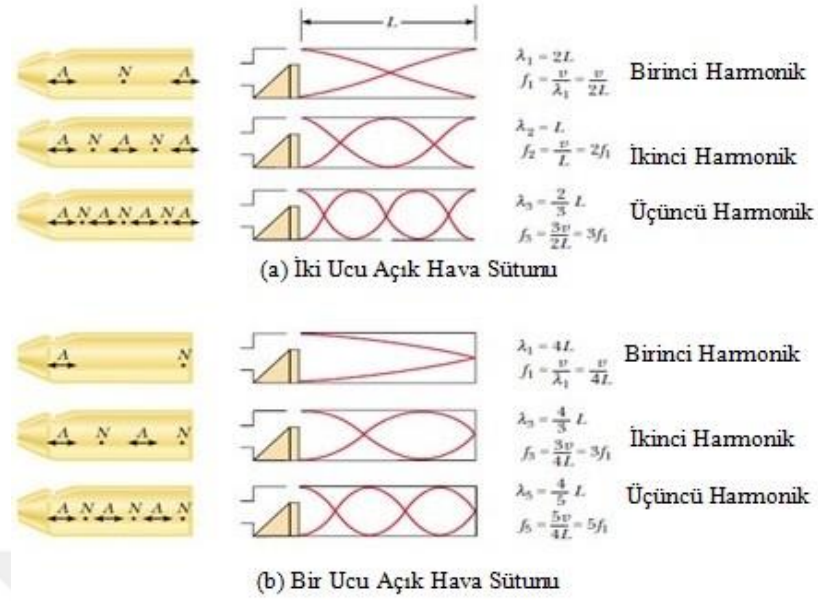 L
A N A
λ₁ = 2L
f₁ = v/λ₁ = v/2L
Birinci Harmonik
A N A N A
λ₂ = L
f₂ = v/L = 2f₁
İkinci Harmonik
A N A N A N A
λ₃ = 2/3 L
f₃ = 3v/2L = 3f₁
Üçüncü Harmonik
(a) İki Ucu Açık Hava Sütunu
A N
λ₁ = 4L
f₁ = v/λ₁ = v/4L
Birinci Harmonik
A N A N
λ₃ = 4/3 L
f₃ = 3v/4L = 3f₁
İkinci Harmonik
A N A N A N
λ₅ = 4/5 L
f₅ = 5v/4L = 5f₁
Üçüncü Harmonik
(b) Bir Ucu Açık Hava Sütunu